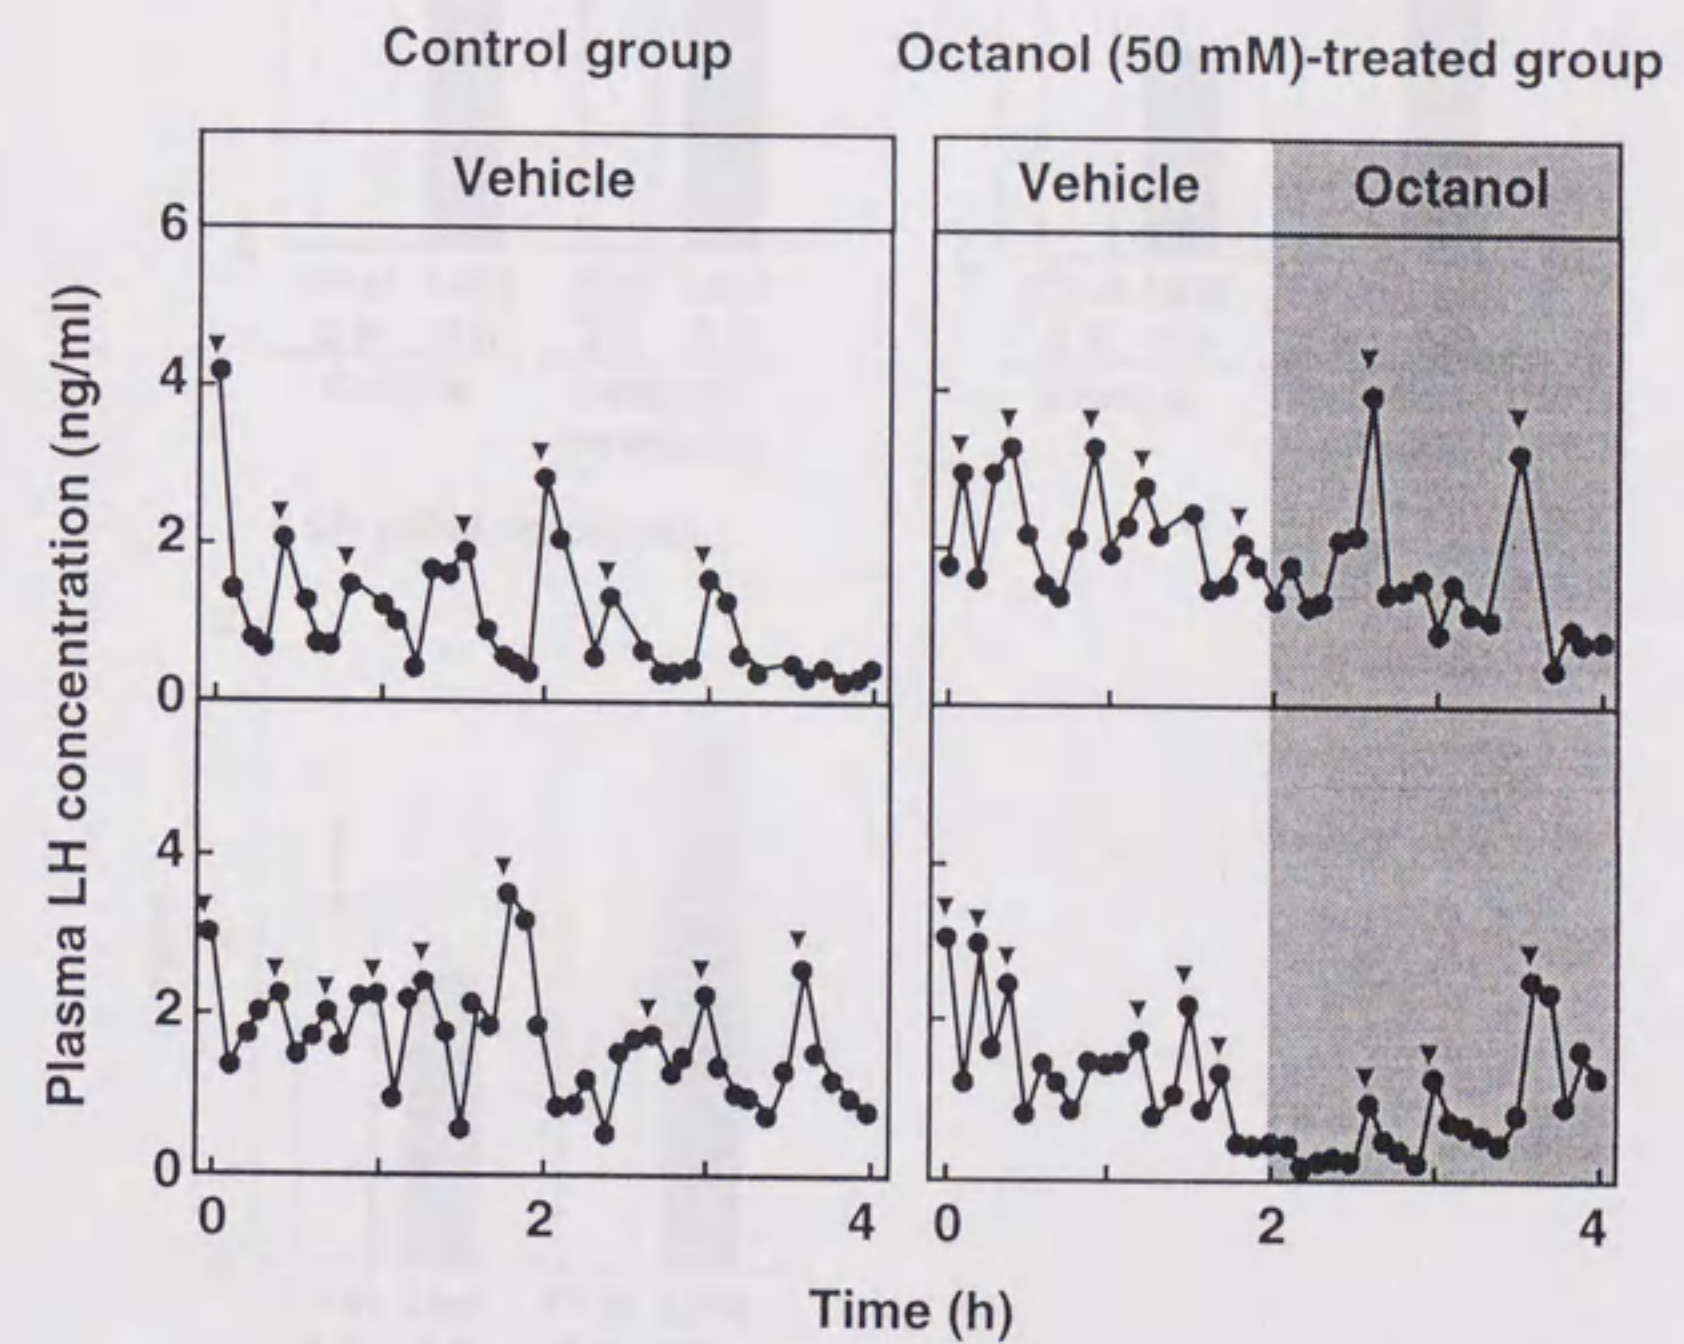 Control group
Octanol (50 mM)-treated group
Vehicle
Vehicle
Octanol
Plasma LH concentration (ng/ml)
6
4
2
0
4
2
0
0
2
4
0
2
4
Time (h)